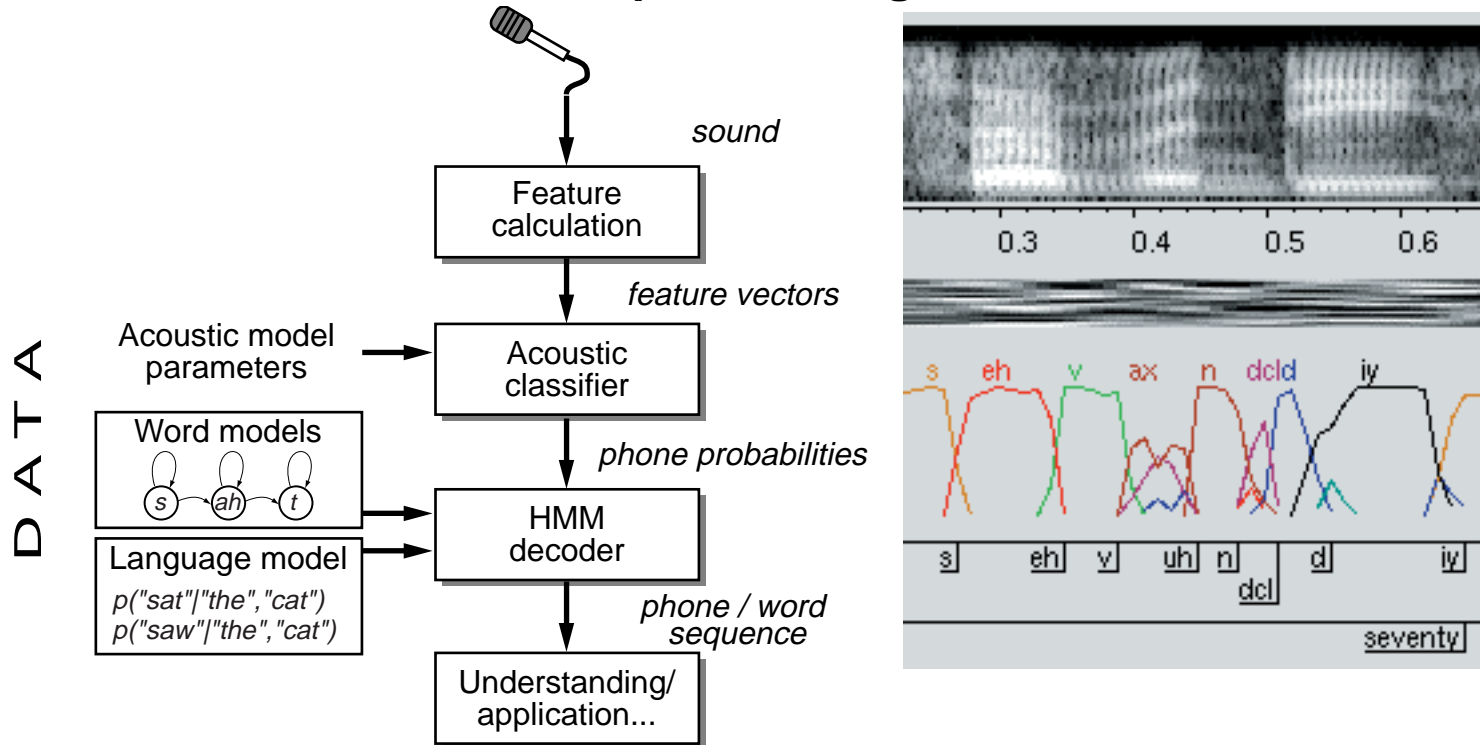 sound
Feature
calculation
feature vectors
Acoustic model
parameters
Acoustic
classifier
phone probabilities
DATA
Word models
s ah t
HMM
decoder
Language model
p("sat"|"the","cat")
p("saw"|"the","cat")
phone / word
sequence
Understanding/
application...
0.3 0.4 0.5 0.6
s eh v ax n dcl d iy
s eh v uh n d iy
dcl
seventy